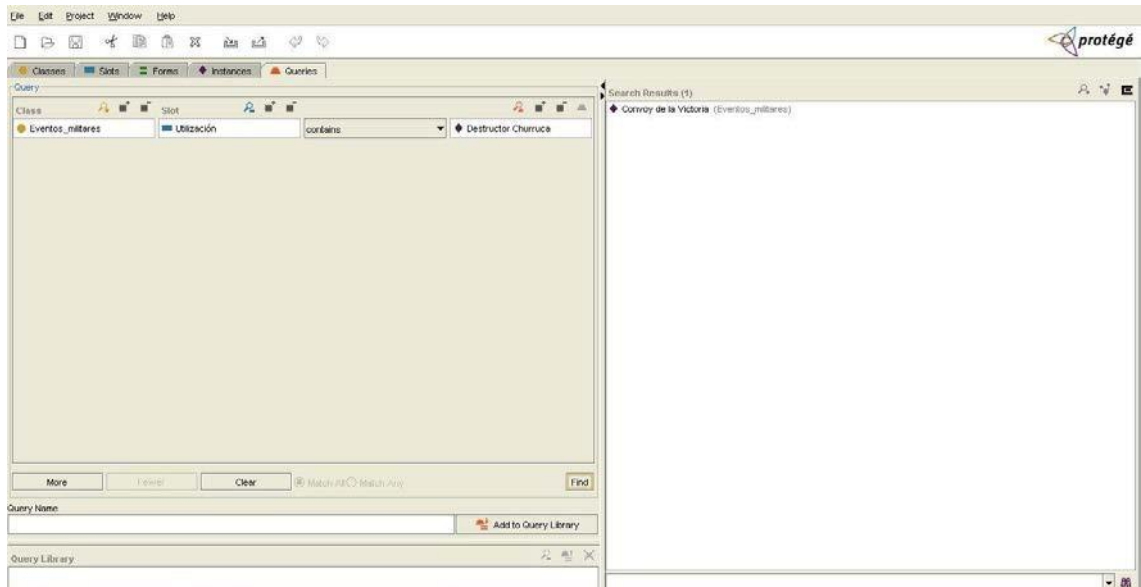 File Edit Project Window Help
protégé
Classes Slots Forms Instances Queries
Query
Class Slot
Eventos_militares Utilización contains Destructor Churruca
More Fewer Clear Match All Match Any Find
Query Name
Add to Query Library
Query Library
Search Results (1)
Convoy de la Victoria (Eventos_militares)